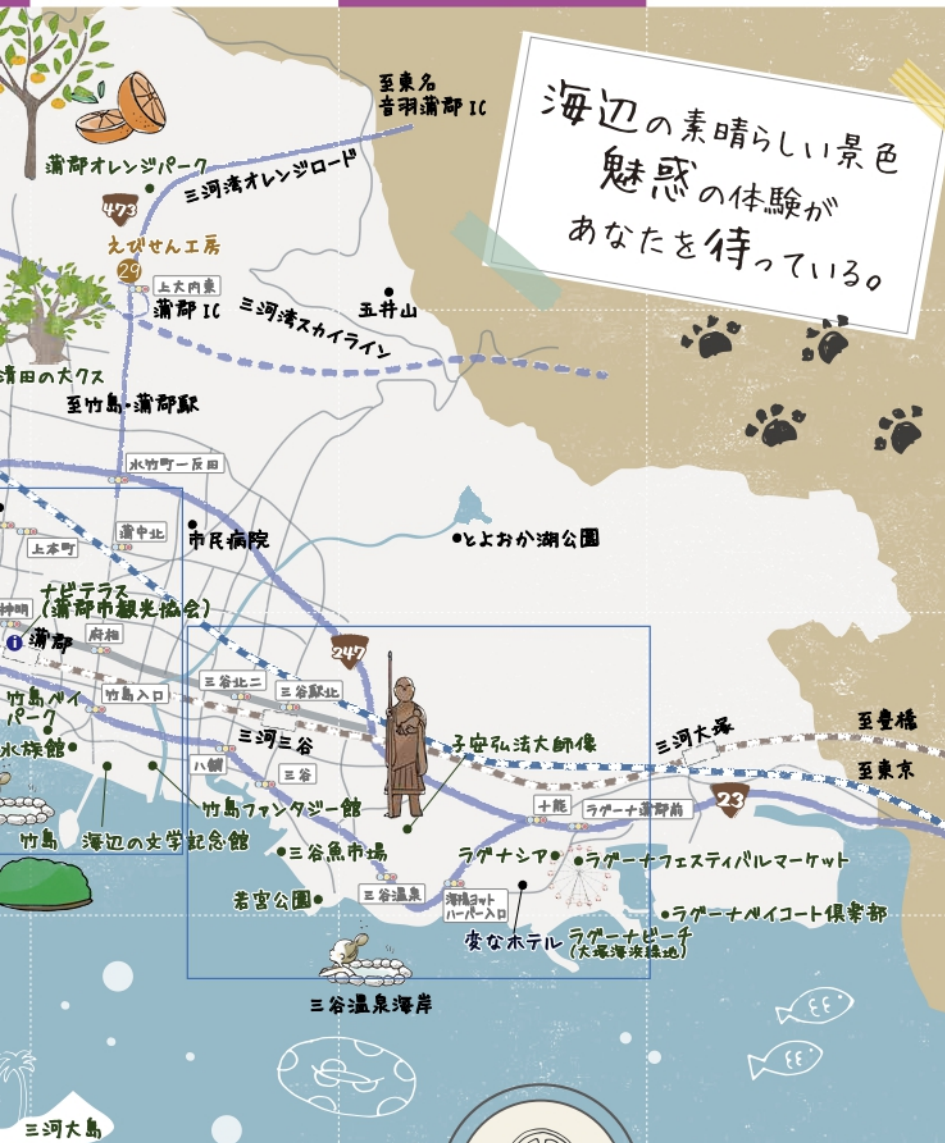 至東名
音羽蒲郡IC
海辺の素晴らしい景色
魅惑の体験が
あなたを待っている。
蒲郡オレンジパーク
三河湾オレンジロード
473
えびせん工房
29
上大内東
蒲郡IC
三河湾スカイライン
五井山
清田の大クス
至竹島・蒲郡駅
水竹町一反田
蒲中北
市民病院
上本町
とよおか湖公園
ナビテラス
(蒲郡市観光協会)
神明
蒲郡
府相
247
竹島ベイ
パーク
竹島入口
三谷北二
三谷駅北
水族館
三河三谷
子安弘法大師像
三河大塚
至豊橋
至東京
八舗
三谷
23
竹島ファンタジー館
十能
ラグーナ蒲郡前
竹島
海辺の文学記念館
三谷魚市場
ラグナシア
ラグーナフェスティバルマーケット
若宮公園
三谷温泉
海陽ヨット
ハーバー入口
ラグーナベイコート倶楽部
変なホテル
ラグーナビーチ
(大塚海浜緑地)
三谷温泉海岸
三河大島